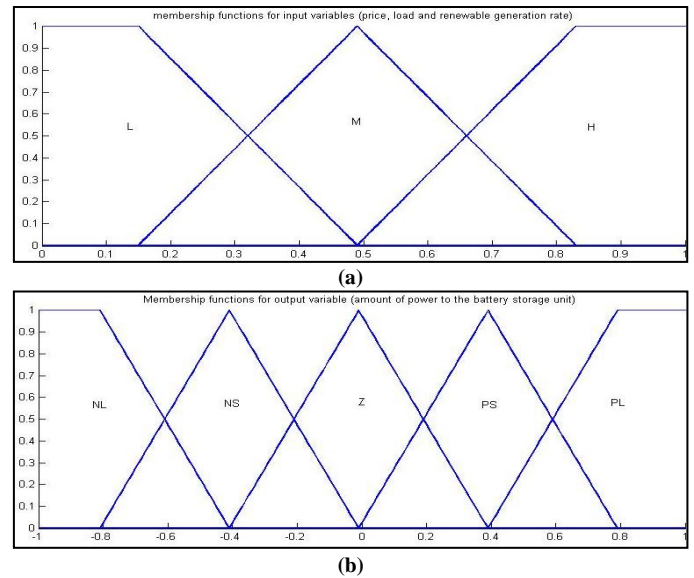 membership functions for input variables (price, load and renewable generation rate)
1
0.9
0.8
0.7
0.6
0.5
0.4
0.3
0.2
0.1
0
L
M
H
0 0.1 0.2 0.3 0.4 0.5 0.6 0.7 0.8 0.9 1
(a)
Membership functions for output variable (amount of power to the battery storage unit)
1
0.9
0.8
0.7
0.6
0.5
0.4
0.3
0.2
0.1
0
NL
NS
Z
PS
PL
-1 -0.8 -0.6 -0.4 -0.2 0 0.2 0.4 0.6 0.8 1
(b)